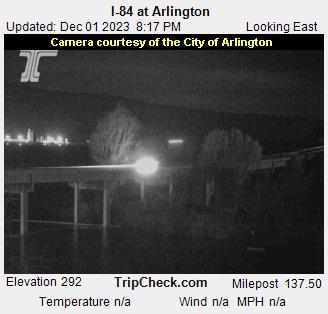 I-84 at Arlington
Updated: Dec 01 2023 8:17 PM Looking East
Camera courtesy of the City of Arlington
Elevation 292 TripCheck.com Milepost 137.50
Temperature n/a Wind n/a MPH n/a